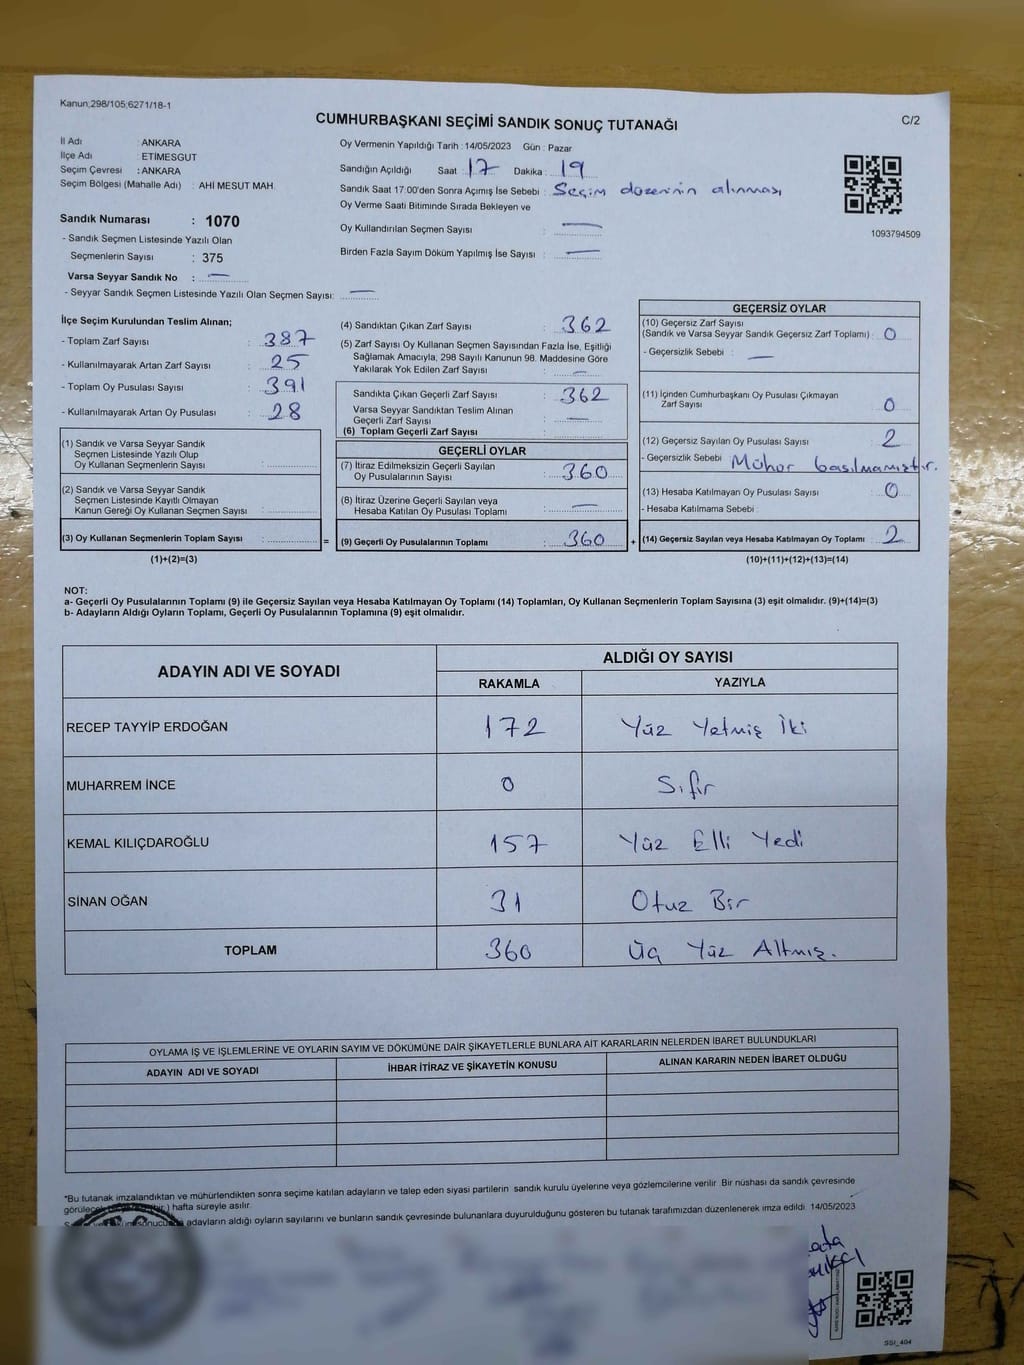 Kanun;298/105;6271/18-1
C/2
CUMHURBAŞKANI SEÇİMİ SANDIK SONUÇ TUTANAĞI
İl Adı : ANKARA
İlçe Adı : ETİMESGUT
Seçim Çevresi : ANKARA
Seçim Bölgesi (Mahalle Adı) : AHİ MESUT MAH.
Sandık Numarası : 1070
- Sandık Seçmen Listesinde Yazılı Olan
Seçmenlerin Sayısı : 375
Varsa Seyyar Sandık No : —
- Seyyar Sandık Seçmen Listesinde Yazılı Olan Seçmen Sayısı: —
Oy Vermenin Yapıldığı Tarih : 14/05/2023 Gün : Pazar
Sandığın Açıldığı Saat : 17 Dakika : 19
Sandık Saat 17:00'den Sonra Açımış İse Sebebi : Seçim düzeninin alınması
Oy Verme Saati Bitiminde Sırada Bekleyen ve
Oy Kullandırılan Seçmen Sayısı : —
Birden Fazla Sayım Döküm Yapılmış İse Sayısı : —
1093794509
İlçe Seçim Kurulundan Teslim Alınan;
- Toplam Zarf Sayısı : 387
- Kullanılmayarak Artan Zarf Sayısı : 25
- Toplam Oy Pusulası Sayısı : 391
- Kullanılmayarak Artan Oy Pusulası : 28
(1) Sandık ve Varsa Seyyar Sandık
Seçmen Listesinde Yazılı Olup
Oy Kullanan Seçmenlerin Sayısı :
(2) Sandık ve Varsa Seyyar Sandık
Seçmen Listesinde Kayıtlı Olmayan
Kanun Gereği Oy Kullanan Seçmen Sayısı :
(3) Oy Kullanan Seçmenlerin Toplam Sayısı :
(1)+(2)=(3)
(4) Sandıktan Çıkan Zarf Sayısı : 362
(5) Zarf Sayısı Oy Kullanan Seçmen Sayısından Fazla İse, Eşitliği
Sağlamak Amacıyla, 298 Sayılı Kanunun 98. Maddesine Göre
Yakılarak Yok Edilen Zarf Sayısı : —
Sandıkta Çıkan Geçerli Zarf Sayısı : 362
Varsa Seyyar Sandıktan Teslim Alınan
Geçerli Zarf Sayısı : —
(6) Toplam Geçerli Zarf Sayısı :
GEÇERLİ OYLAR
(7) İtiraz Edilmeksizin Geçerli Sayılan
Oy Pusulalarının Sayısı : 360
(8) İtiraz Üzerine Geçerli Sayılan veya
Hesaba Katılan Oy Pusulası Toplamı : —
= (9) Geçerli Oy Pusulalarının Toplamı : 360 +
GEÇERSİZ OYLAR
(10) Geçersiz Zarf Sayısı
(Sandık ve Varsa Seyyar Sandık Geçersiz Zarf Toplamı) : 0
- Geçersizlik Sebebi : —
(11) İçinden Cumhurbaşkanı Oy Pusulası Çıkmayan
Zarf Sayısı : 0
(12) Geçersiz Sayılan Oy Pusulası Sayısı : 2
- Geçersizlik Sebebi : Mühür basılmamıştır.
(13) Hesaba Katılmayan Oy Pusulası Sayısı : 0
- Hesaba Katılmama Sebebi :
(14) Geçersiz Sayılan veya Hesaba Katılmayan Oy Toplamı : 2
(10)+(11)+(12)+(13)=(14)
NOT:
a- Geçerli Oy Pusulalarının Toplamı (9) ile Geçersiz Sayılan veya Hesaba Katılmayan Oy Toplamı (14) Toplamları, Oy Kullanan Seçmenlerin Toplam Sayısına (3) eşit olmalıdır. (9)+(14)=(3)
b- Adayların Aldığı Oyların Toplamı, Geçerli Oy Pusulalarının Toplamına (9) eşit olmalıdır.
ADAYIN ADI VE SOYADI
ALDIĞI OY SAYISI
RAKAMLA YAZIYLA
RECEP TAYYİP ERDOĞAN 172 Yüz Yetmiş İki
MUHARREM İNCE 0 Sıfır
KEMAL KILIÇDAROĞLU 157 Yüz Elli Yedi
SİNAN OĞAN 31 Otuz Bir
TOPLAM 360 Üç Yüz Altmış.
OYLAMA İŞ VE İŞLEMLERİNE VE OYLARIN SAYIM VE DÖKÜMÜNE DAİR ŞİKAYETLERLE BUNLARA AİT KARARLARIN NELERDEN İBARET BULUNDUKLARI
ADAYIN ADI VE SOYADI İHBAR İTİRAZ VE ŞİKAYETİN KONUSU ALINAN KARARIN NEDEN İBARET OLDUĞU
*Bu tutanak imzalandıktan ve mühürlendikten sonra seçime katılan adayların ve talep eden siyasi partilerin sandık kurulu üyelerine veya gözlemcilerine verilir. Bir nüshası da sandık çevresinde
görülecek bir yere (bir ) hafta süreyle asılır.
adayların aldığı oyların sayılarını ve bunların sandık çevresinde bulunanlara duyurulduğunu gösteren bu tutanak tarafımızdan düzenlenerek imza edildi. 14/05/2023
SSI_404